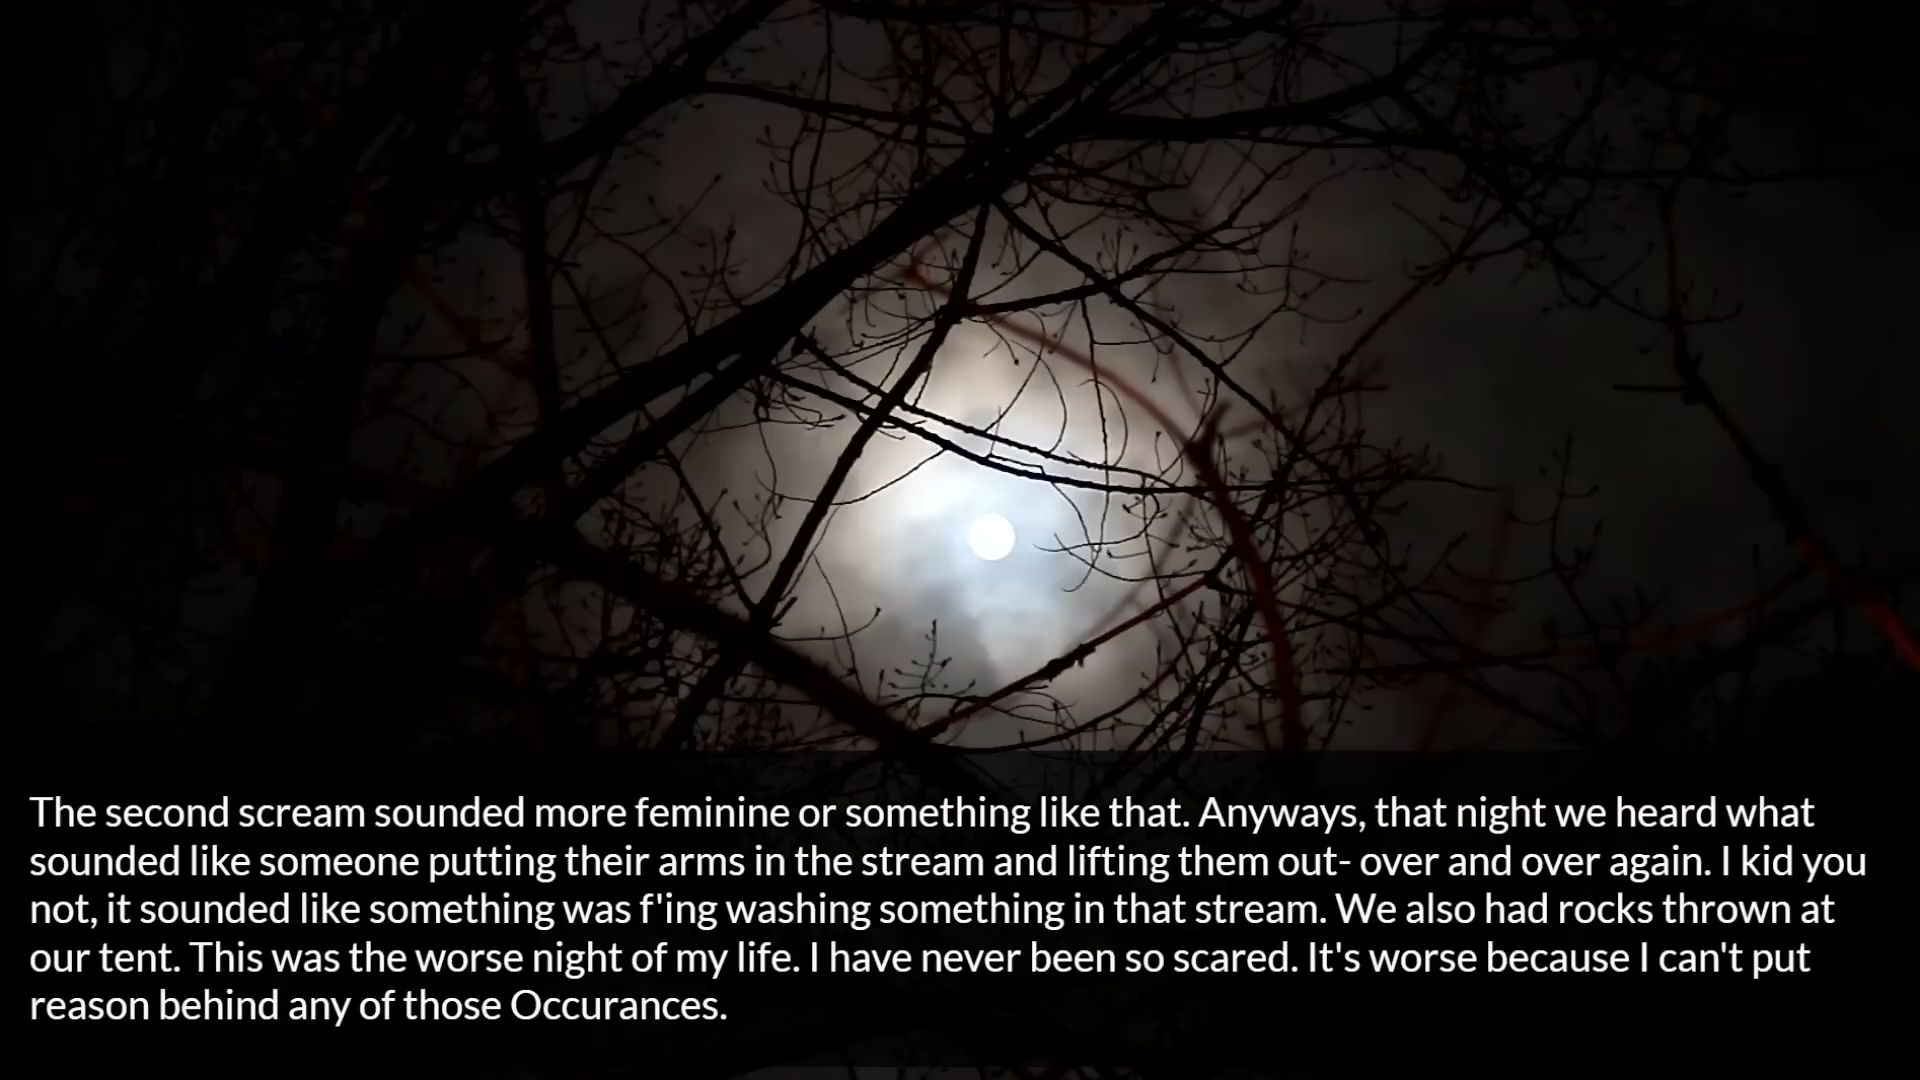 The second scream sounded more feminine or something like that. Anyways, that night we heard what
sounded like someone putting their arms in the stream and lifting them out- over and over again. I kid you
not, it sounded like something was f'ing washing something in that stream. We also had rocks thrown at
our tent. This was the worse night of my life. I have never been so scared. It's worse because I can't put
reason behind any of those Occurances.